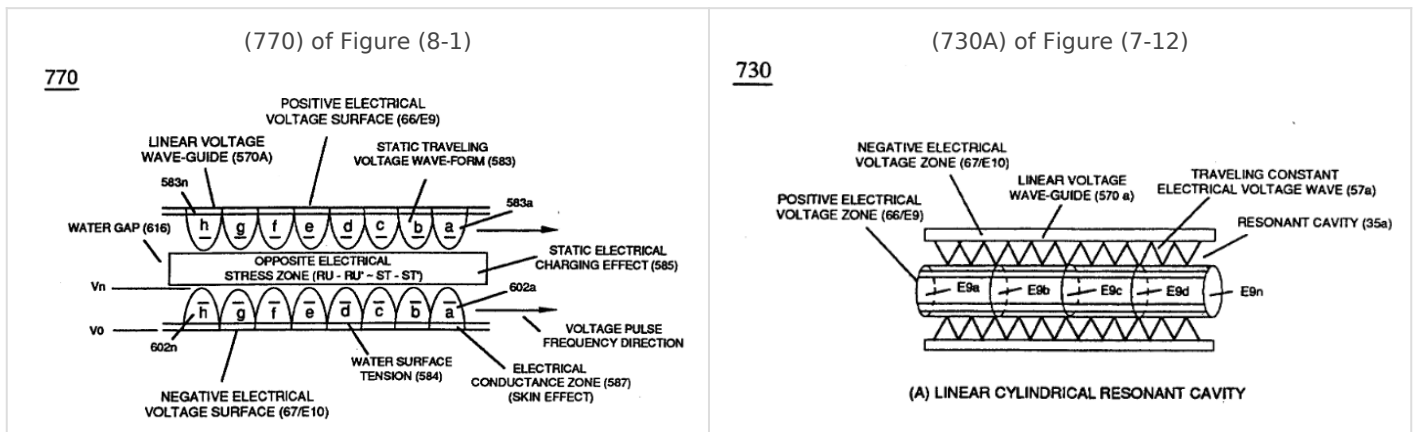 (770) of Figure (8-1)
770
POSITIVE ELECTRICAL
VOLTAGE SURFACE (66/E9)
LINEAR VOLTAGE
WAVE-GUIDE (570A)
STATIC TRAVELING
VOLTAGE WAVE-FORM (583)
583n
583a
h g f e d c b a
WATER GAP (616)
OPPOSITE ELECTRICAL
STRESS ZONE (RU - RU' ~ ST - ST')
STATIC ELECTRICAL
CHARGING EFFECT (585)
Vn
602a
h g f e d c b a
V0
602n
VOLTAGE PULSE
FREQUENCY DIRECTION
WATER SURFACE
TENSION (584)
ELECTRICAL
CONDUCTANCE ZONE (587)
(SKIN EFFECT)
NEGATIVE ELECTRICAL
VOLTAGE SURFACE (67/E10)
(730A) of Figure (7-12)
730
NEGATIVE ELECTRICAL
VOLTAGE ZONE (67/E10)
LINEAR VOLTAGE
WAVE-GUIDE (570 a)
TRAVELING CONSTANT
ELECTRICAL VOLTAGE WAVE (57a)
POSITIVE ELECTRICAL
VOLTAGE ZONE (66/E9)
RESONANT CAVITY (35a)
E9a E9b E9c E9d E9n
(A) LINEAR CYLINDRICAL RESONANT CAVITY